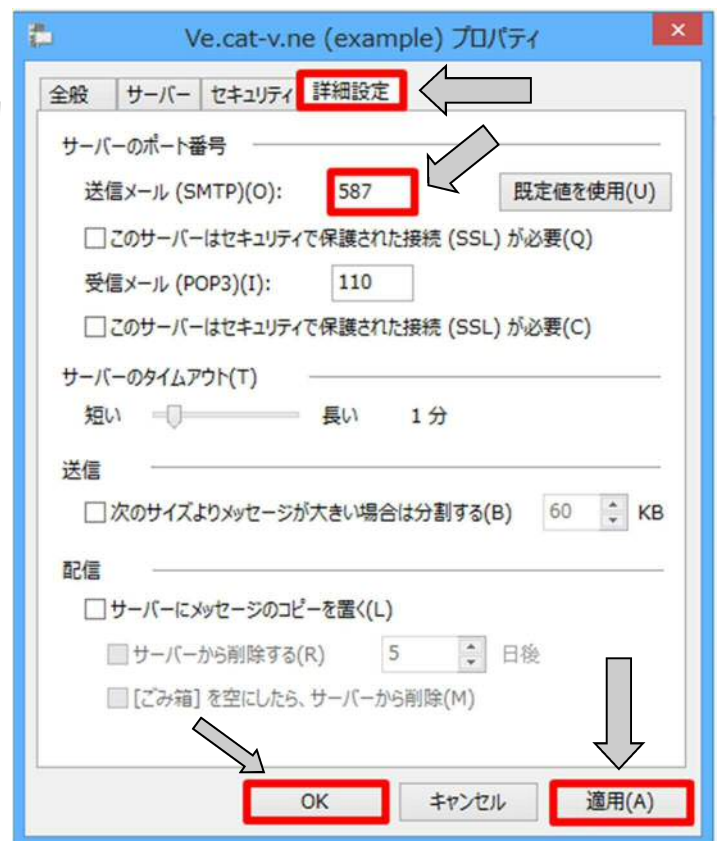 Ve.cat-v.ne (example) プロパティ
全般 サーバー セキュリティ 詳細設定
サーバーのポート番号
送信メール (SMTP)(O): 587 既定値を使用(U)
このサーバーはセキュリティで保護された接続 (SSL) が必要(Q)
受信メール (POP3)(I): 110
このサーバーはセキュリティで保護された接続 (SSL) が必要(C)
サーバーのタイムアウト(T)
短い 長い 1 分
送信
次のサイズよりメッセージが大きい場合は分割する(B) 60 KB
配信
サーバーにメッセージのコピーを置く(L)
サーバーから削除する(R) 5 日後
[ごみ箱] を空にしたら、サーバーから削除(M)
OK キャンセル 適用(A)